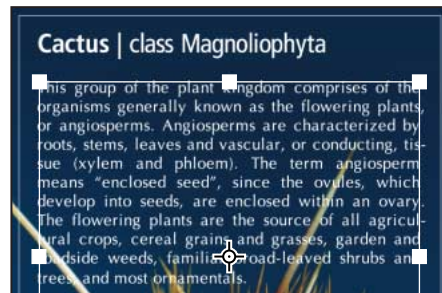 Cactus | class Magnoliophyta
This group of the plant kingdom comprises of the
organisms generally known as the flowering plants,
or angiosperms. Angiosperms are characterized by
roots, stems, leaves and vascular, or conducting, tis-
sue (xylem and phloem). The term angiosperm
means “enclosed seed”, since the ovules, which
develop into seeds, are enclosed within an ovary.
The flowering plants are the source of all agricul-
tural crops, cereal grains and grasses, garden and
roadside weeds, familiar broad-leaved shrubs and
trees, and most ornamentals.